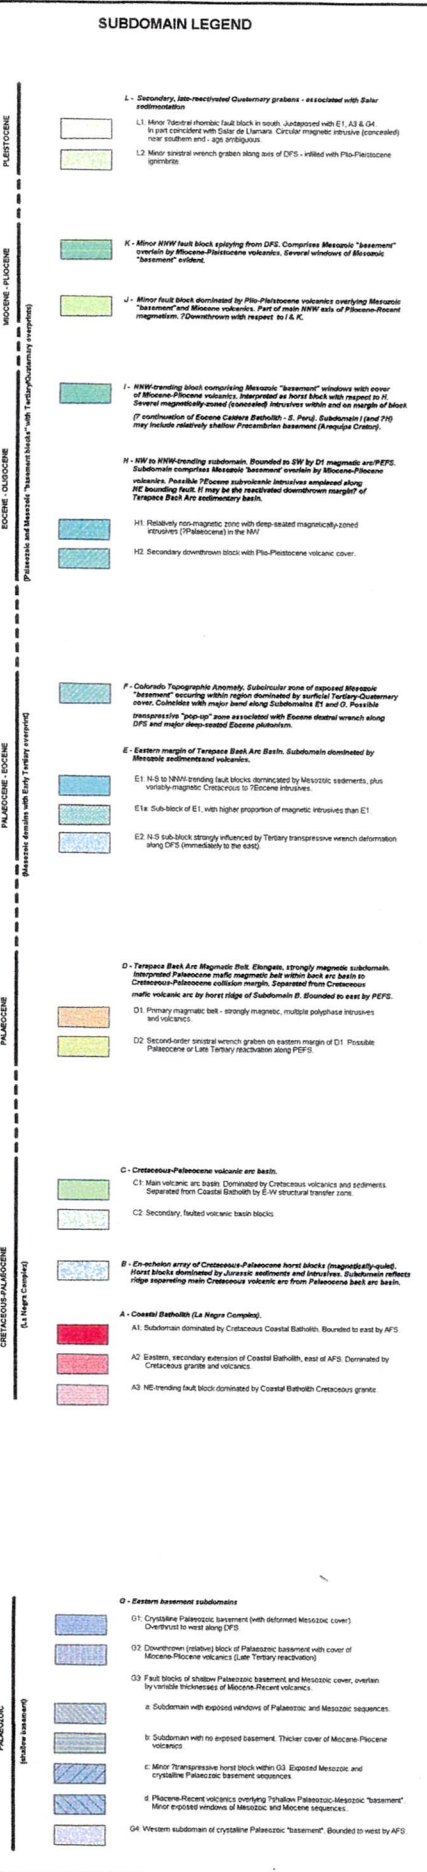 SUBDOMAIN LEGEND
PLEISTOCENE
L - Secondary, late-reactivated Quaternary grabens - associated with Salar
sedimentation
L1: Minor ?dextral rhombic fault block in south. Juxtaposed with E1, A3 & G4.
In part coincident with Salar de Llamara. Circular magnetic intrusive (concealed)
near southern end - age ambiguous.
L2: Minor sinistral wrench graben along axis of DFS - infilled with Plio-Pleistocene
ignimbrite.
MIOCENE - PLIOCENE
K - Minor NNW fault block splaying from DFS. Comprises Mesozoic "basement"
overlain by Miocene-Pleistocene volcanics. Several windows of Mesozoic
"basement" evident.
J - Minor fault block dominated by Plio-Pleistocene volcanics overlying Mesozoic
"basement"and Miocene volcanics. Part of main NNW axis of Pliocene-Recent
magmatism. ?Downthrown with respect to I & K.
EOCENE - OLIGOCENE
(Palaeozoic and Mesozoic "basement blocks" with Tertiary/Quaternary overprints)
I - NNW-trending block comprising Mesozoic "basement" windows with cover
of Miocene-Pliocene volcanics. Interpreted as horst block with respect to H.
Several magnetically-zoned (concealed) intrusives within and on margin of block
(? continuation of Eocene Caldera Batholith - S. Peru). Subdomain I (and ?H)
may include relatively shallow Precambrian basement (Arequipa Craton).
H - NW to NNW-trending subdomain. Bounded to SW by D1 magmatic arc/PEFS.
Subdomain comprises Mesozoic 'basement' overlain by Miocene-Pliocene
volcanics. Possible ?Eocene subvolcanic intrusives emplaced along
NE bounding fault. H may be the reactivated downthrown margin? of
Tarapaca Back Arc sedimentary basin.
H1: Relatively non-magnetic zone with deep-seated magnetically-zoned
intrusives (?Palaeocene) in the NW
H2: Secondary downthrown block with Plio-Pleistocene volcanic cover.
PALAEOCENE - EOCENE
(Mesozoic domains with Early Tertiary overprint)
F - Colorado Topographic Anomaly. Subcircular zone of exposed Mesozoic
"basement" occuring within region dominated by surficial Tertiary-Quaternary
cover. Coincides with major bend along Subdomains E1 and G. Possible
transpressive "pop-up" zone associated with Eocene dextral wrench along
DFS and major deep-seated Eocene plutonism.
E - Eastern margin of Tarapaca Back Arc Basin. Subdomain dominated by
Mesozoic sedimentsand volcanics.
E1: N-S to NNW-trending fault blocks domincated by Mesozoic sediments, plus
variably-magnetic Cretaceous to ?Eocene intrusives.
E1a: Sub-block of E1, with higher proportion of magnetic intrusives than E1.
E2: N-S sub-block strongly influenced by Tertiary transpressive wrench deformation
along DFS (immediately to the east).
PALAEOCENE
D - Tarapaca Back Arc Magmatic Belt. Elongate, strongly magnetic subdomain.
Interpreted Palaeocene mafic magmatic belt within back arc basin to
Cretaceous-Palaeocene collision margin. Separated from Cretaceous
mafic volcanic arc by horst ridge of Subdomain B. Bounded to east by PEFS.
D1: Primary magmatic belt - strongly magnetic, multiple polyphase intrusives
and volcanics.
D2: Second-order sinistral wrench graben on eastern margin of D1. Possible
Palaeocene or Late Tertiary reactivation along PEFS.
CRETACEOUS-PALAEOCENE
(La Negra Complex)
C - Cretaceous-Palaeocene volcanic arc basin.
C1: Main volcanic arc basin. Dominated by Cretaceous volcanics and sediments.
Separated from Coastal Batholith by E-W structural transfer zone.
C2: Secondary, faulted volcanic basin blocks.
B - En-echelon array of Cretaceous-Palaeocene horst blocks (magnetically-quiet).
Horst blocks dominated by Jurassic sediments and intrusives. Subdomain reflects
ridge separating main Cretaceous volcanic arc from Palaeocene back arc basin.
A - Coastal Batholith (La Negra Complex).
A1: Subdomain dominated by Cretaceous Coastal Batholith. Bounded to east by AFS.
A2: Eastern, secondary extension of Coastal Batholith, east of AFS. Dominated by
Cretaceous granite and volcanics.
A3: NE-trending fault block dominated by Coastal Batholith Cretaceous granite.
PALAEOZOIC
(shallow basement)
G - Eastern basement subdomains
G1: Crystalline Palaeozoic basement (with deformed Mesozoic cover).
Overthrust to west along DFS.
G2: Downthrown (relative) block of Palaeozoic basement with cover of
Miocene-Pliocene volcanics (Late Tertiary reactivation)
G3: Fault blocks of shallow Palaeozoic basement and Mesozoic cover, overlain
by variable thicknesses of Miocene-Recent volcanics.
a: Subdomain with exposed windows of Palaeozoic and Mesozoic sequences.
b: Subdomain with no exposed basement. Thicker cover of Miocene-Pliocene
volcanics
c: Minor ?transpressive horst block within G3. Exposed Mesozoic and
crystalline Palaeozoic basement sequences.
d: Pliocene-Recent volcanics overlying ?shallow Palaeozoic-Mesozoic "basement".
Minor exposed windows of Mesozoic and Miocene sequences.
G4: Western subdomain of crystalline Palaeozoic "basement". Bounded to west by AFS.